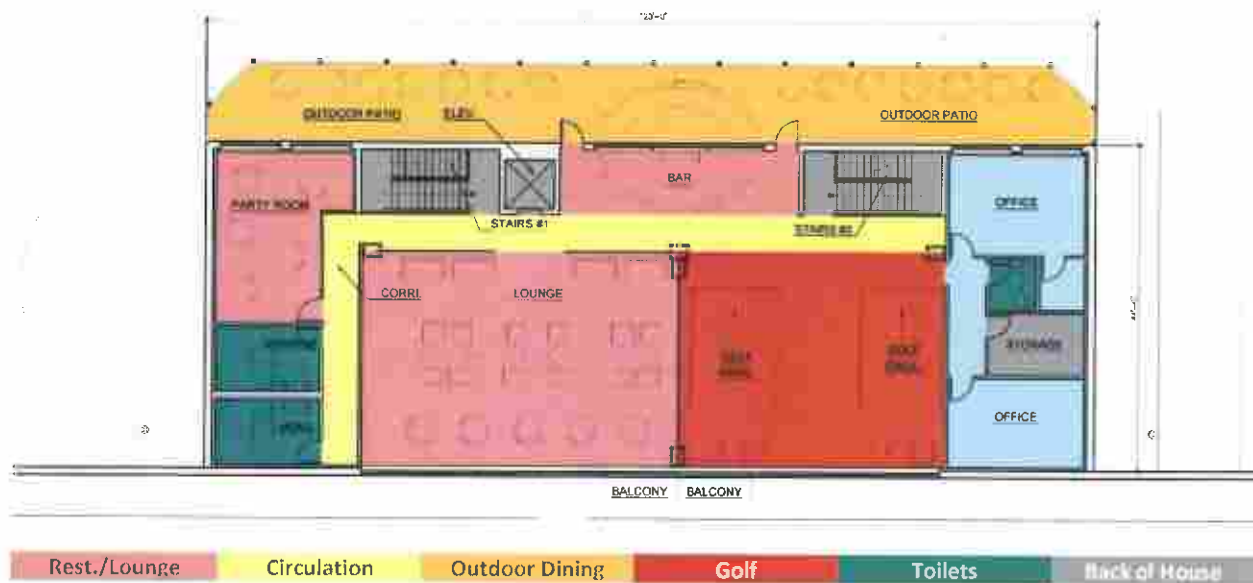 OUTDOOR PATIO
ELEV.
OUTDOOR PATIO
BAR
PARTY ROOM
OFFICE
STAIRS #1
STAIRS #2
CORRI.
LOUNGE
STORAGE
OFFICE
BALCONY
BALCONY
Rest./Lounge
Circulation
Outdoor Dining
Golf
Toilets
Back of House